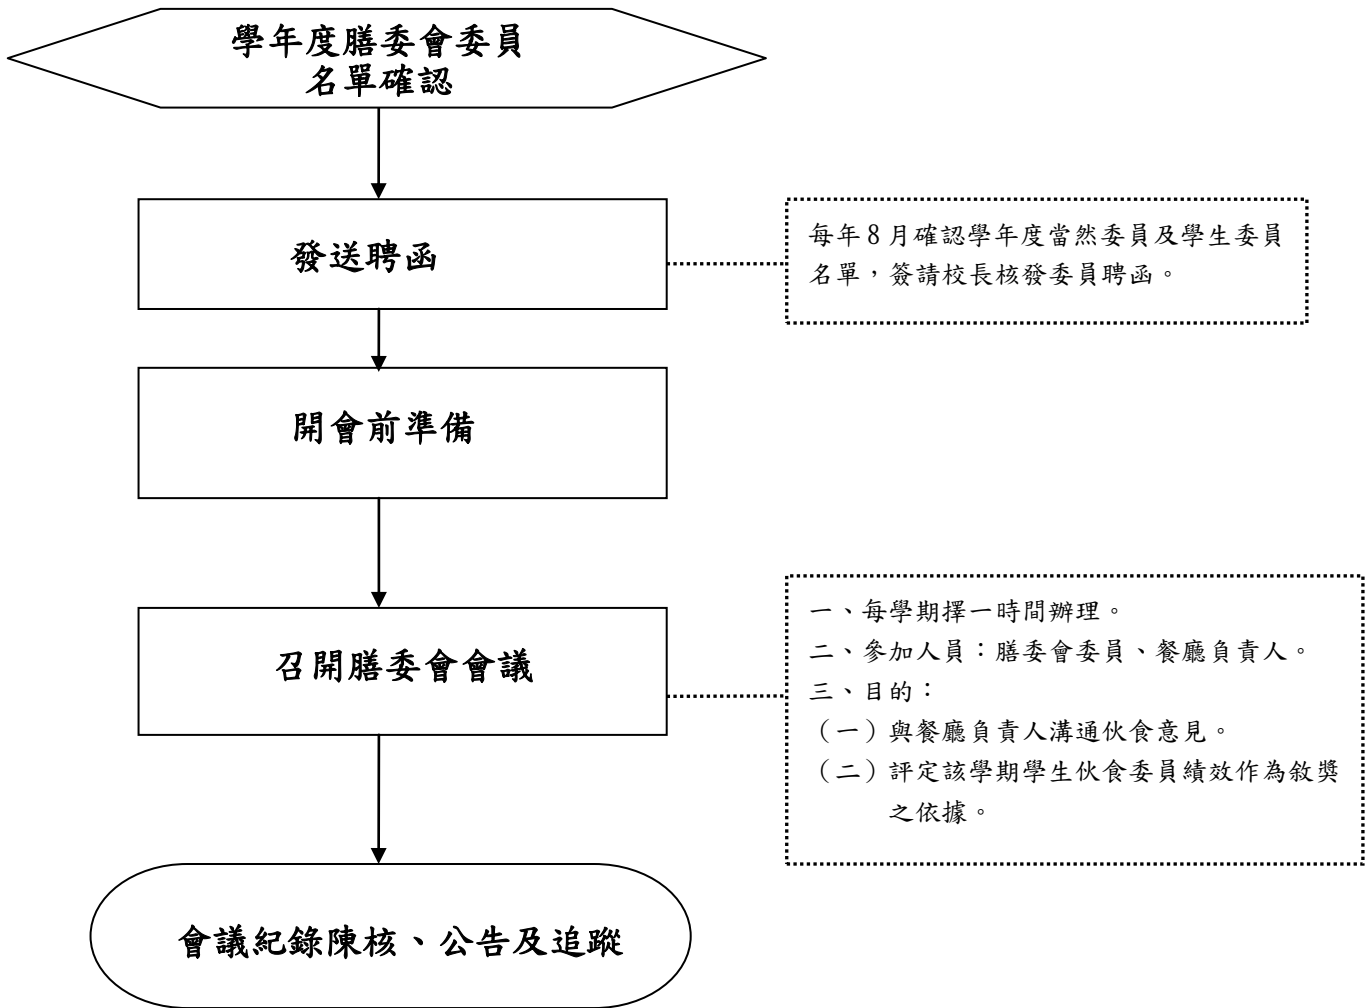 學年度膳委會委員
名單確認
發送聘函
每年8月確認學年度當然委員及學生委員
名單，簽請校長核發委員聘函。
開會前準備
召開膳委會會議
一、每學期擇一時間辦理。
二、參加人員：膳委會委員、餐廳負責人。
三、目的：
（一）與餐廳負責人溝通伙食意見。
（二）評定該學期學生伙食委員績效作為敘獎
之依據。
會議紀錄陳核、公告及追蹤